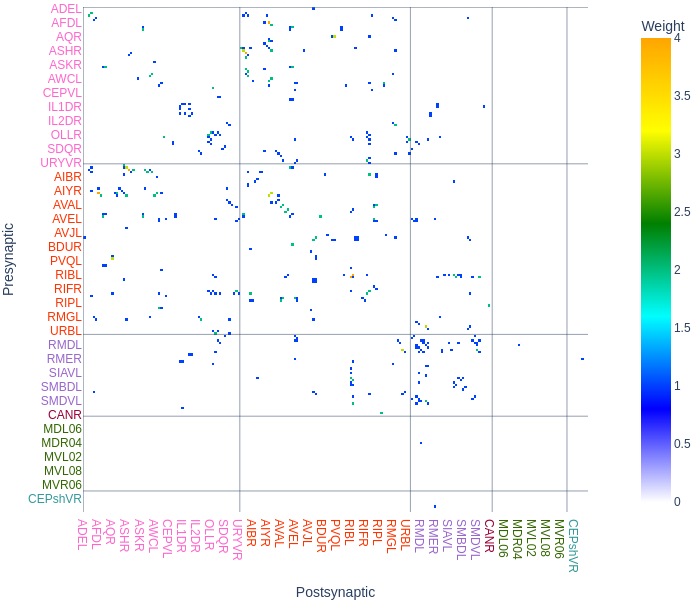 Weight
4
3.5
3
2.5
2
1.5
1
0.5
0
Presynaptic
ADEL
AFDL
AQR
ASHR
ASKR
AWCL
CEPVL
IL1DR
IL2DR
OLLR
SDQR
URYVR
AIBR
AIYR
AVAL
AVEL
AVJL
BDUR
PVQL
RIBL
RIFR
RIPL
RMGL
URBL
RMDL
RMER
SIAVL
SMBDL
SMDVL
CANR
MDL06
MDR04
MVL02
MVL08
MVR06
CEPshVR
ADEL
AFDL
AQR
ASHR
ASKR
AWCL
CEPVL
IL1DR
IL2DR
OLLR
SDQR
URYVR
AIBR
AIYR
AVAL
AVEL
AVJL
BDUR
PVQL
RIBL
RIFR
RIPL
RMGL
URBL
RMDL
RMER
SIAVL
SMBDL
SMDVL
CANR
MDL06
MDR04
MVL02
MVL08
MVR06
CEPshVR
Postsynaptic